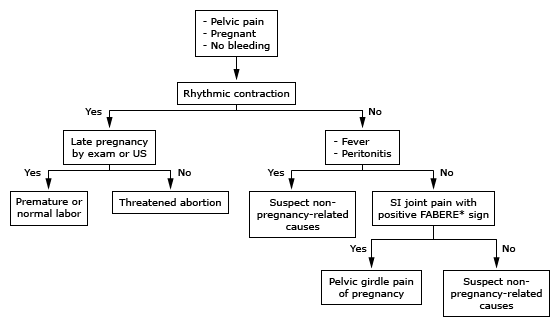 - Pelvic pain
- Pregnant
- No bleeding
Rhythmic contraction
Yes
No
Late pregnancy
by exam or US
- Fever
- Peritonitis
Yes
No
Yes
No
Premature or
normal labor
Threatened abortion
Suspect non-
pregnancy-related
causes
SI joint pain with
positive FABERE* sign
Yes
No
Pelvic girdle pain
of pregnancy
Suspect non-
pregnancy-related
causes